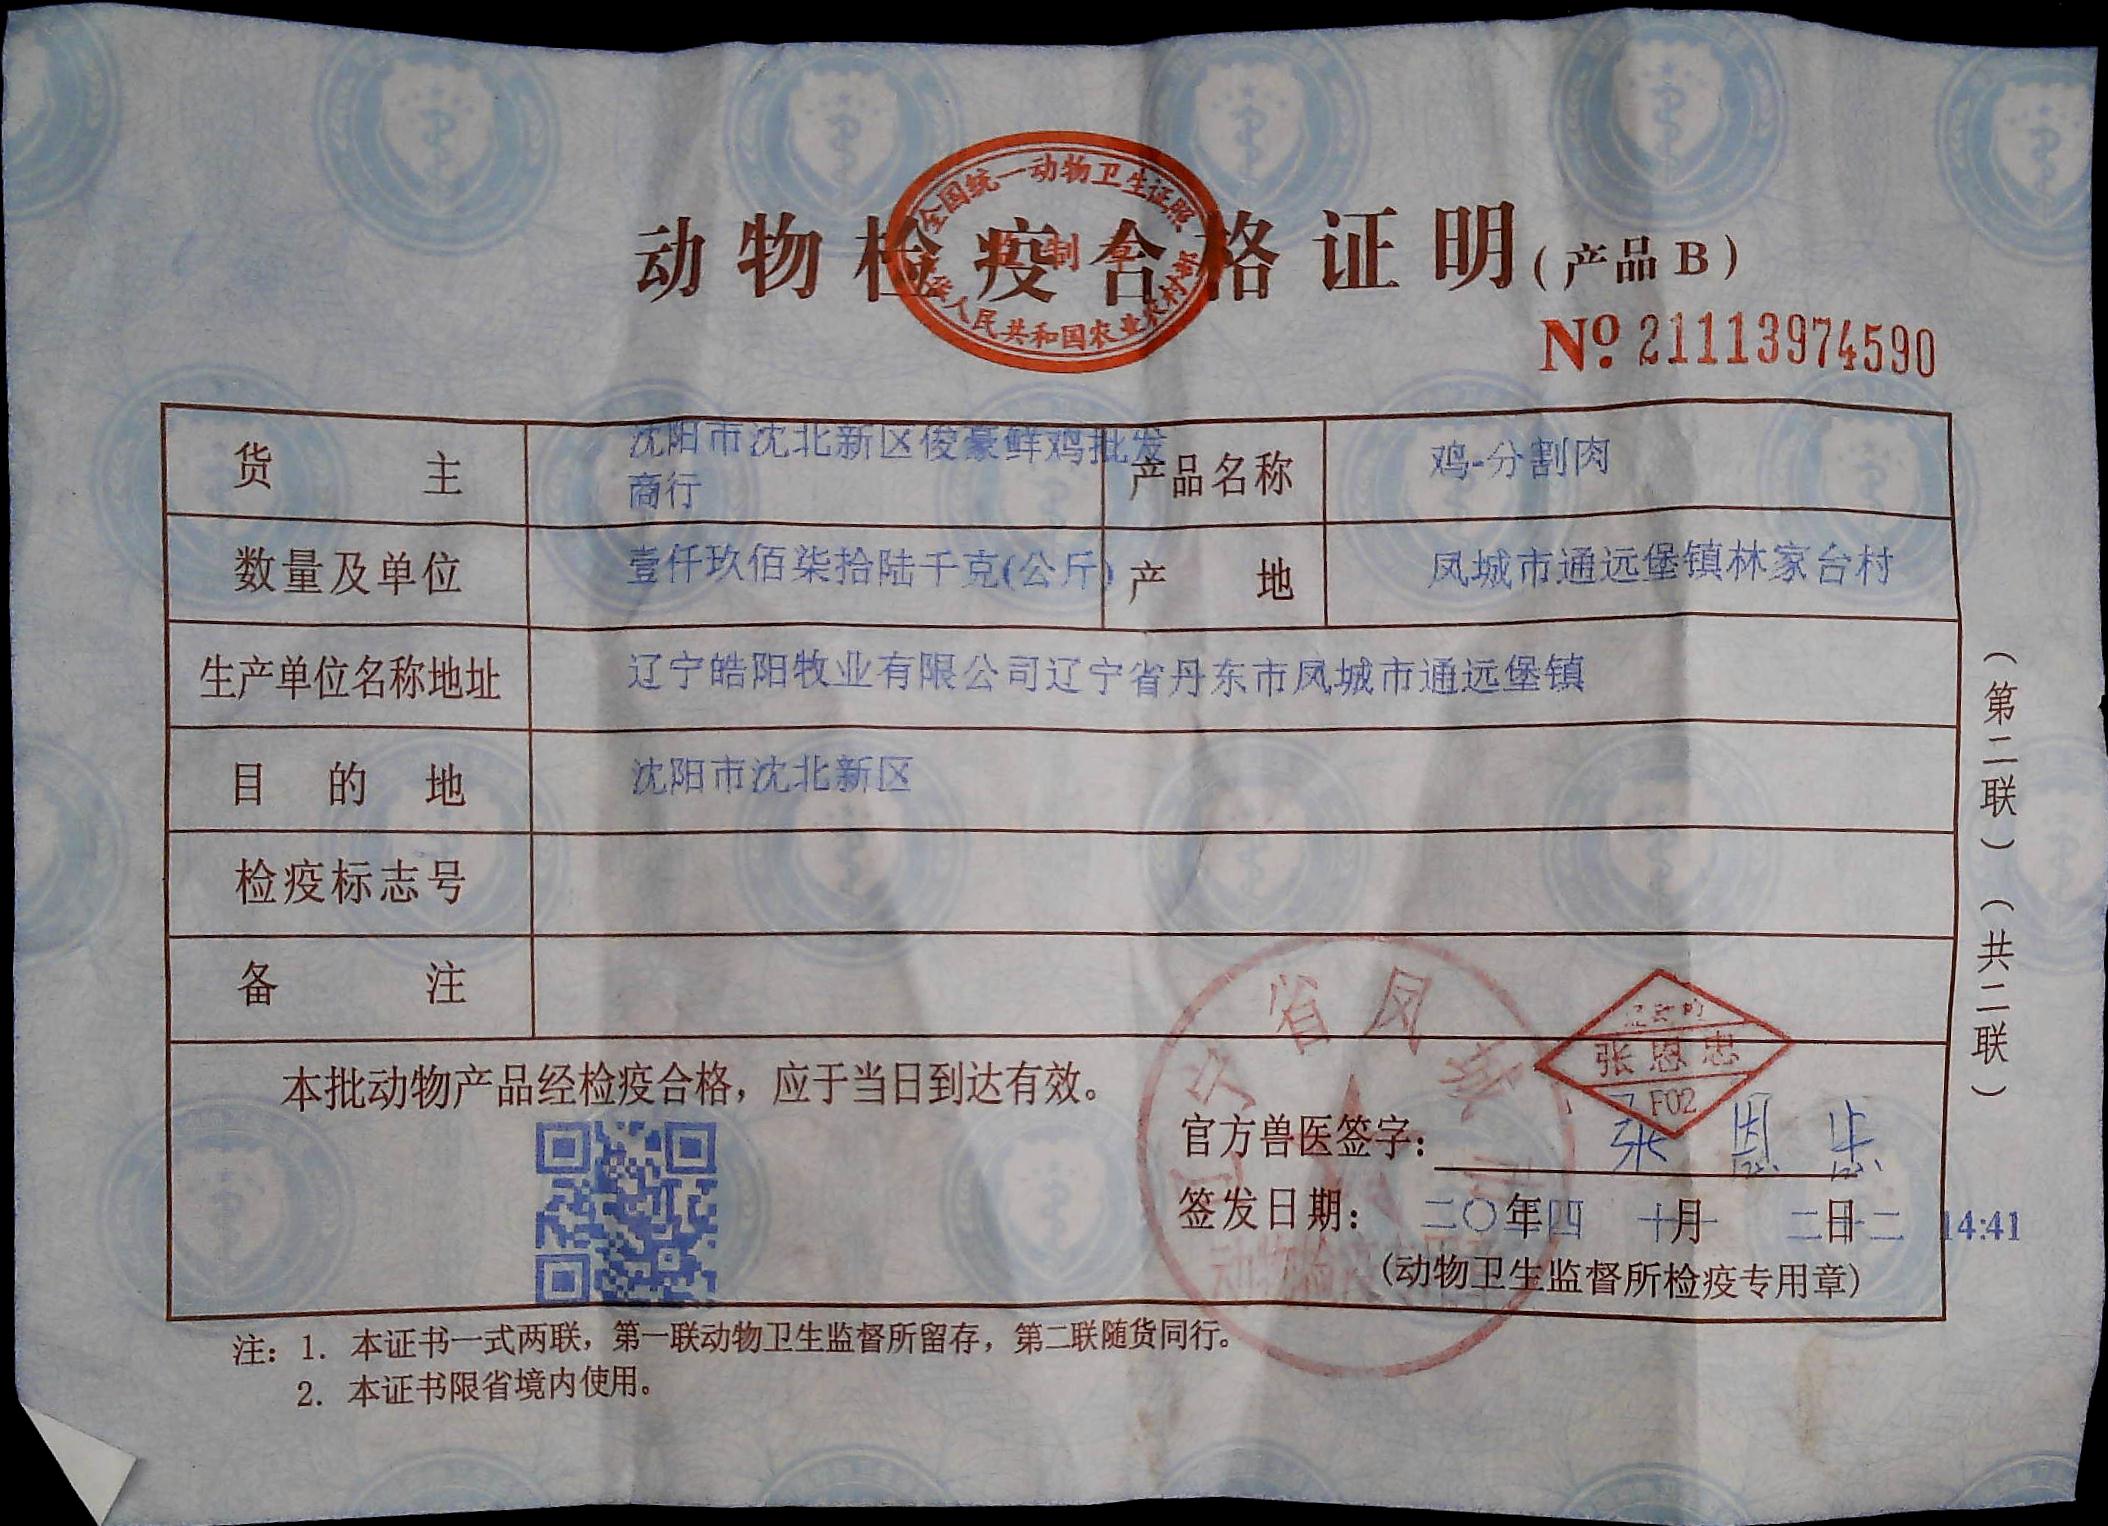 全国统一动物卫生证照
监制章
中华人民共和国农业农村部
动物检疫合格证明(产品B)
№ 21113974590
货主 沈阳市沈北新区俊豪鲜鸡批发 产品名称 鸡-分割肉
商行
数量及单位 壹仟玖佰柒拾陆千克(公斤) 产地 凤城市通远堡镇林家台村
生产单位名称地址 辽宁皓阳牧业有限公司辽宁省丹东市凤城市通远堡镇
目的地 沈阳市沈北新区
检疫标志号
备注
(第二联)(共二联)
本批动物产品经检疫合格，应于当日到达有效。
省凤
张恩忠
F02
官方兽医签字： 张恩忠
签发日期： 二〇年四 十月一 二日十二 14:41
(动物卫生监督所检疫专用章)
注：1. 本证书一式两联，第一联动物卫生监督所留存，第二联随货同行。
2. 本证书限省境内使用。